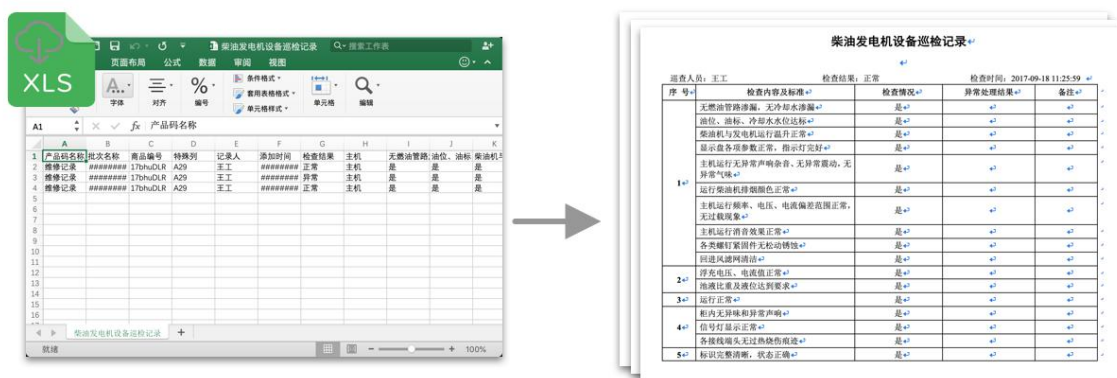 XLS
柴油发电机设备巡检记录
搜索工作表
页面布局 公式 数据 审阅 视图
A
字体
对齐
%
编号
条件格式
套用表格格式
单元格样式
单元格
编辑
A1 fx 产品码名称
A B C D E F G H I J K
1 产品码名称 批次名称 商品编号 特殊列 记录人 添加时间 检查结果 主机 无燃油管路; 油位、油标 柴油机与
2 维修记录 ######## 17bhuDLR A29 王工 ######## 正常 主机 是 是 是
3 维修记录 ######## 17bhuDLR A29 王工 ######## 异常 主机 是 是 是
4 维修记录 ######## 17bhuDLR A29 王工 ######## 正常 主机 是 是 是
5
6
7
8
9
10
11
12
13
14
15
16
柴油发电机设备巡检记录 +
就绪 100%
柴油发电机设备巡检记录
巡查人员：王工 检查结果：正常 检查时间：2017-09-18 11:25:59
序 号 检查内容及标准 检查情况 异常处理结果 备注
无燃油管路渗漏，无冷却水渗漏 是
油位、油标、冷却水水位达标 是
柴油机与发电机运行温升正常 是
显示盘各项参数正常，指示灯完好 是
主机运行无异常声响杂音、无异常震动，无
异常气味 是
1 运行柴油机排烟颜色正常 是
主机运行频率、电压、电流偏差范围正常，
无过载现象 是
主机运行消音效果正常 是
各类螺钉紧固件无松动锈蚀 是
回进风滤网清洁 是
2 浮充电压、电流值正常 是
池液比重及液位达到要求 是
3 运行正常 是
柜内无异味和异常声响 是
4 信号灯显示正常 是
各接线端头无过热烧伤痕迹 是
5 标识完整清晰，状态正确 是